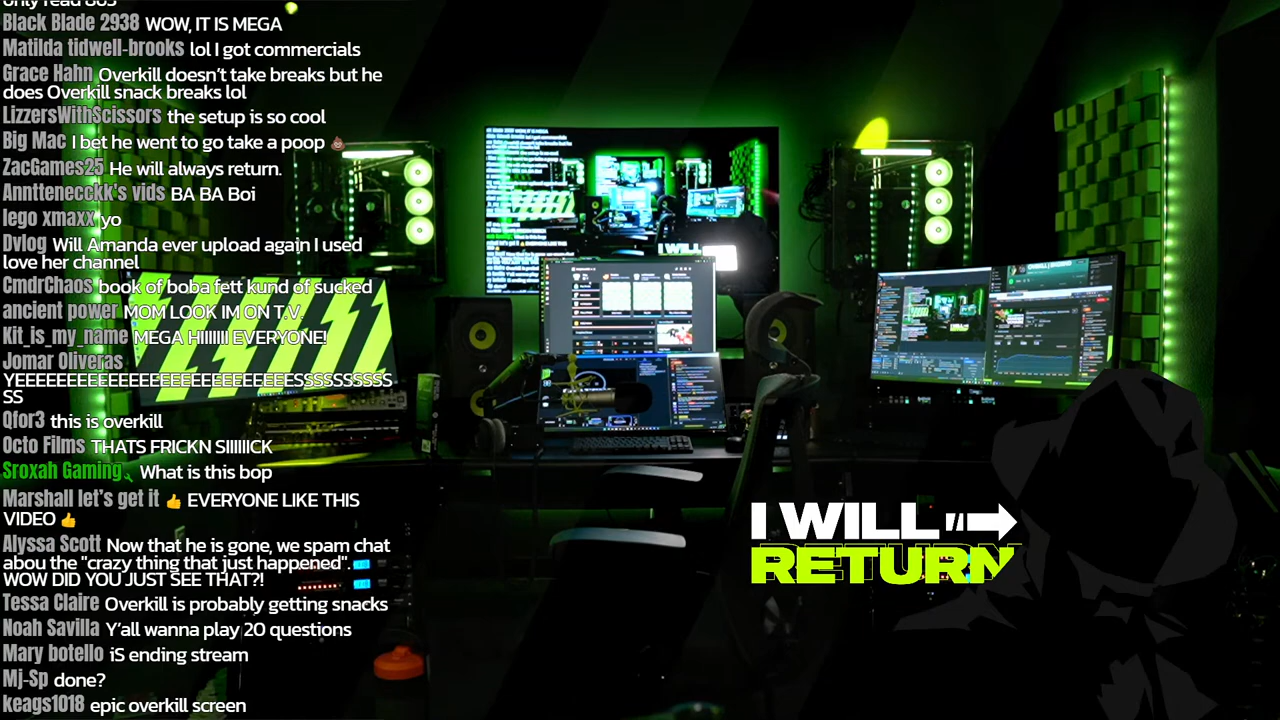 only read 805
Black Blade 2938 WOW, IT IS MEGA
Matilda tidwell-brooks lol I got commercials
Grace Hahn Overkill doesn't take breaks but he
does Overkill snack breaks lol
LizzersWithScissors the setup is so cool
Big Mac I bet he went to go take a poop 💩
ZacGames25 He will always return.
Annttenecckk's vids BA BA Boi
lego xmaxx yo
Dvlog Will Amanda ever upload again I used
love her channel
CmdrChaos book of boba fett kund of sucked
ancient power MOM LOOK IM ON T.V.
Kit_is_my_name MEGA HIIIIIII EVERYONE!
Jomar Oliveras
YEEEEEEEEEEEEEEEEEEEEEEEEEEESSSSSSSSSS
SS
Qfor3 this is overkill
Octo Films THATS FRICKN SIIIIIICK
Sroxah Gaming What is this bop
Marshall let's get it 👍 EVERYONE LIKE THIS
VIDEO 👍
Alyssa Scott Now that he is gone, we spam chat
abou the "crazy thing that just happened".
WOW DID YOU JUST SEE THAT?!
Tessa Claire Overkill is probably getting snacks
Noah Savilla Y'all wanna play 20 questions
Mary botello iS ending stream
Mj-Sp done?
keags1018 epic overkill screen
I WILL
RETURN